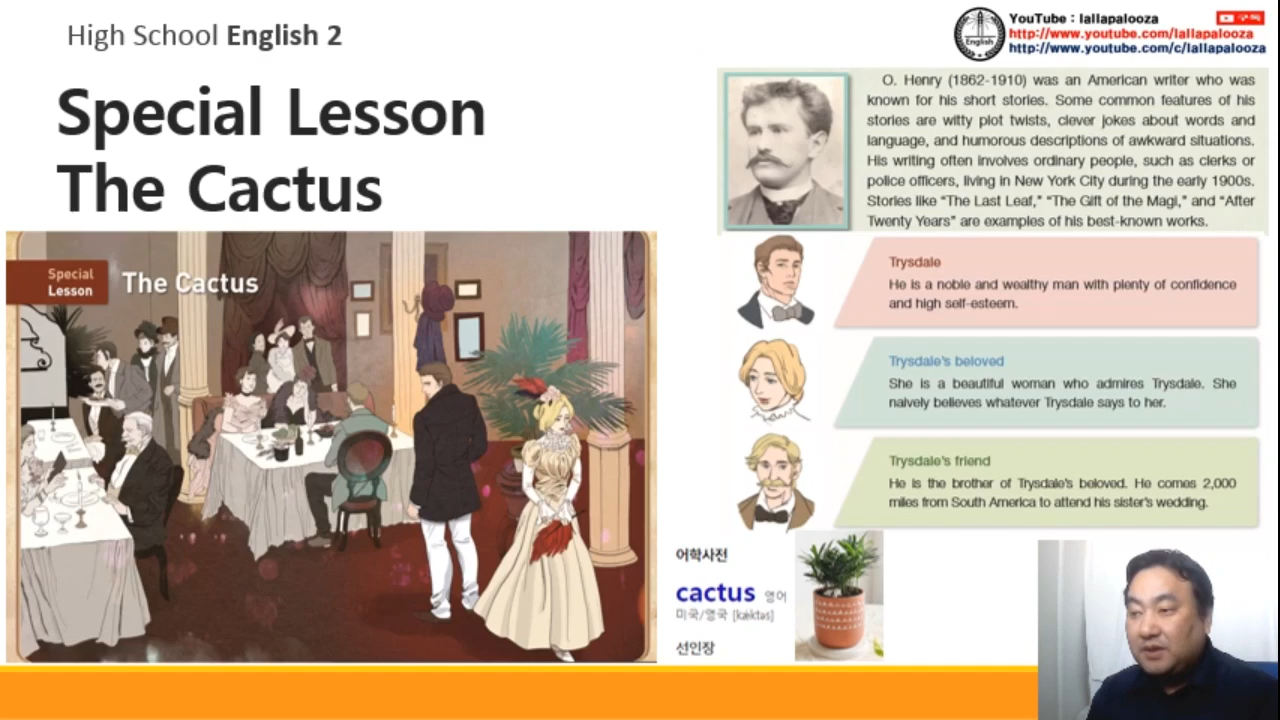 High School English 2
Special Lesson
The Cactus
YouTube : lallapalooza
http://www.youtube.com/lallapalooza
http://www.youtube.com/c/lallapalooza
English
O. Henry (1862-1910) was an American writer who was
known for his short stories. Some common features of his
stories are witty plot twists, clever jokes about words and
language, and humorous descriptions of awkward situations.
His writing often involves ordinary people, such as clerks or
police officers, living in New York City during the early 1900s.
Stories like “The Last Leaf,” “The Gift of the Magi,” and “After
Twenty Years” are examples of his best-known works.
Special
Lesson
The Cactus
Trysdale
He is a noble and wealthy man with plenty of confidence
and high self-esteem.
Trysdale's beloved
She is a beautiful woman who admires Trysdale. She
naively believes whatever Trysdale says to her.
Trysdale's friend
He is the brother of Trysdale's beloved. He comes 2,000
miles from South America to attend his sister's wedding.
어학사전
cactus 영어
미국/영국 [kǽktəs]
선인장